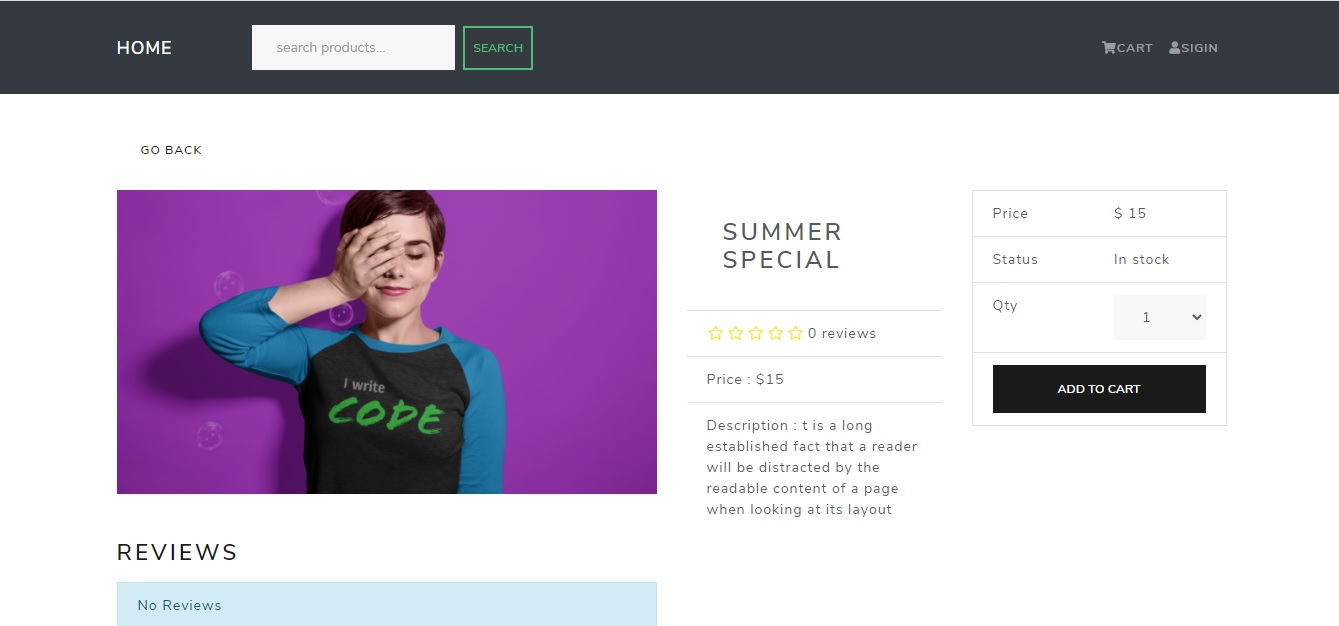 HOME
search products...
SEARCH
CART
SIGIN
GO BACK
I write
CODE
SUMMER
SPECIAL
0 reviews
Price : $15
Description : t is a long
established fact that a reader
will be distracted by the
readable content of a page
when looking at its layout
Price $ 15
Status In stock
Qty 1
ADD TO CART
REVIEWS
No Reviews